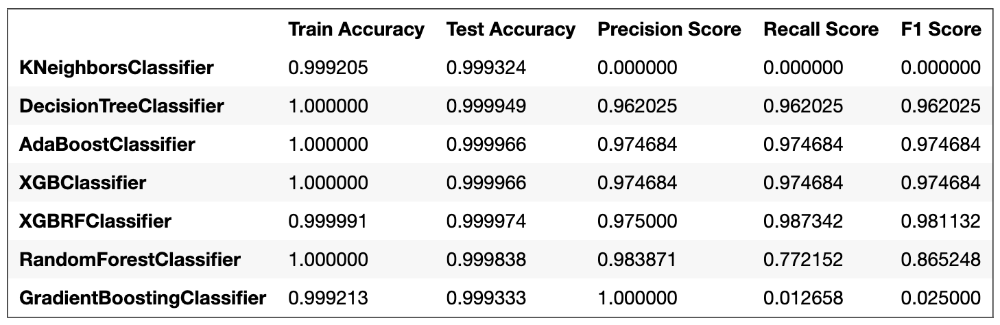 Train Accuracy Test Accuracy Precision Score Recall Score F1 Score
KNeighborsClassifier 0.999205 0.999324 0.000000 0.000000 0.000000
DecisionTreeClassifier 1.000000 0.999949 0.962025 0.962025 0.962025
AdaBoostClassifier 1.000000 0.999966 0.974684 0.974684 0.974684
XGBClassifier 1.000000 0.999966 0.974684 0.974684 0.974684
XGBRFClassifier 0.999991 0.999974 0.975000 0.987342 0.981132
RandomForestClassifier 1.000000 0.999838 0.983871 0.772152 0.865248
GradientBoostingClassifier 0.999213 0.999333 1.000000 0.012658 0.025000